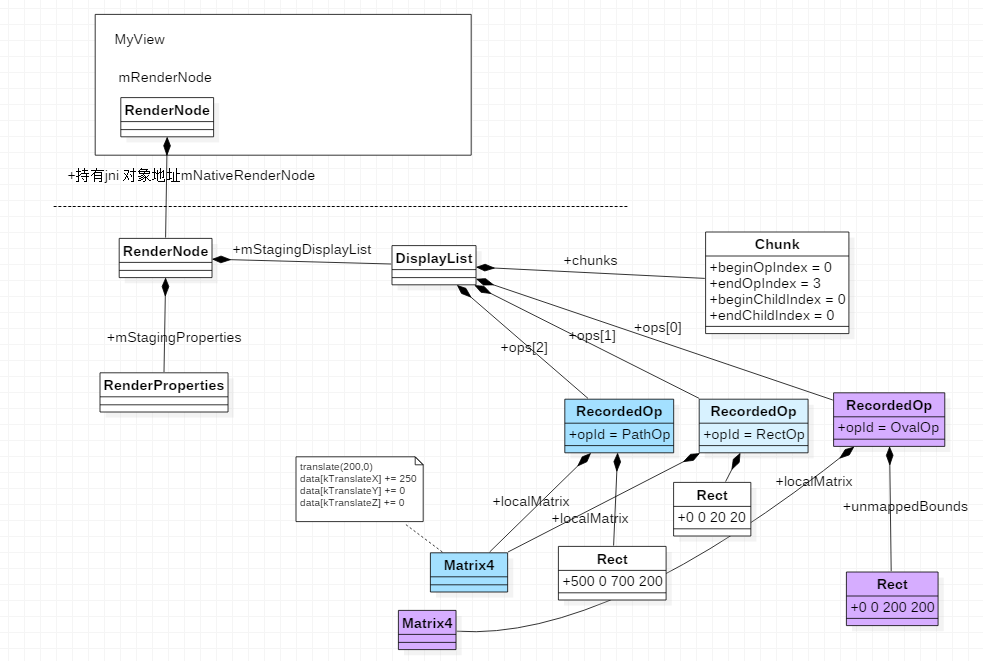 MyView
mRenderNode
RenderNode
+持有jni 对象地址mNativeRenderNode
RenderNode
+mStagingDisplayList
DisplayList
+chunks
Chunk
+beginOpIndex = 0
+endOpIndex = 3
+beginChildIndex = 0
+endChildIndex = 0
+mStagingProperties
RenderProperties
+ops[2]
+ops[1]
+ops[0]
RecordedOp
+opId = PathOp
RecordedOp
+opId = RectOp
RecordedOp
+opId = OvalOp
translate(200,0)
data[kTranslateX] += 250
data[kTranslateY] += 0
data[kTranslateZ] += 0
+localMatrix
+localMatrix
+localMatrix
+unmappedBounds
Rect
+0 0 20 20
Matrix4
Rect
+500 0 700 200
Rect
+0 0 200 200
Matrix4